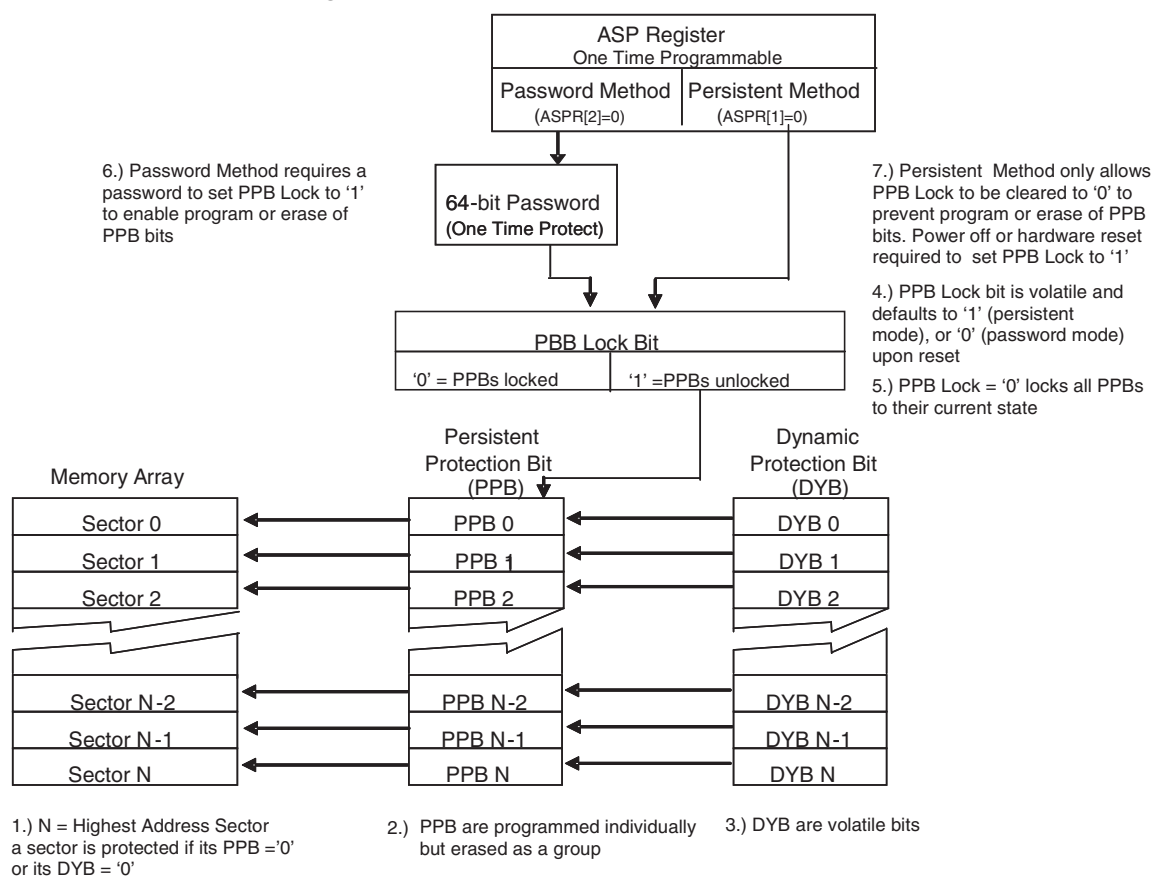 ASP Register
One Time Programmable
Password Method
(ASPR[2]=0)
Persistent Method
(ASPR[1]=0)
6.) Password Method requires a
password to set PPB Lock to ‘1’
to enable program or erase of
PPB bits
64-bit Password
(One Time Protect)
7.) Persistent Method only allows
PPB Lock to be cleared to ‘0’ to
prevent program or erase of PPB
bits. Power off or hardware reset
required to set PPB Lock to ‘1’
4.) PPB Lock bit is volatile and
defaults to ‘1’ (persistent
mode), or ‘0’ (password mode)
upon reset
5.) PPB Lock = ‘0’ locks all PPBs
to their current state
PBB Lock Bit
‘0’ = PPBs locked
‘1’ =PPBs unlocked
Memory Array
Persistent
Protection Bit
(PPB)
Dynamic
Protection Bit
(DYB)
Sector 0
PPB 0
DYB 0
Sector 1
PPB 1
DYB 1
Sector 2
PPB 2
DYB 2
Sector N-2
PPB N-2
DYB N-2
Sector N-1
PPB N-1
DYB N-1
Sector N
PPB N
DYB N
1.) N = Highest Address Sector
a sector is protected if its PPB =’0’
or its DYB = ‘0’
2.) PPB are programmed individually
but erased as a group
3.) DYB are volatile bits